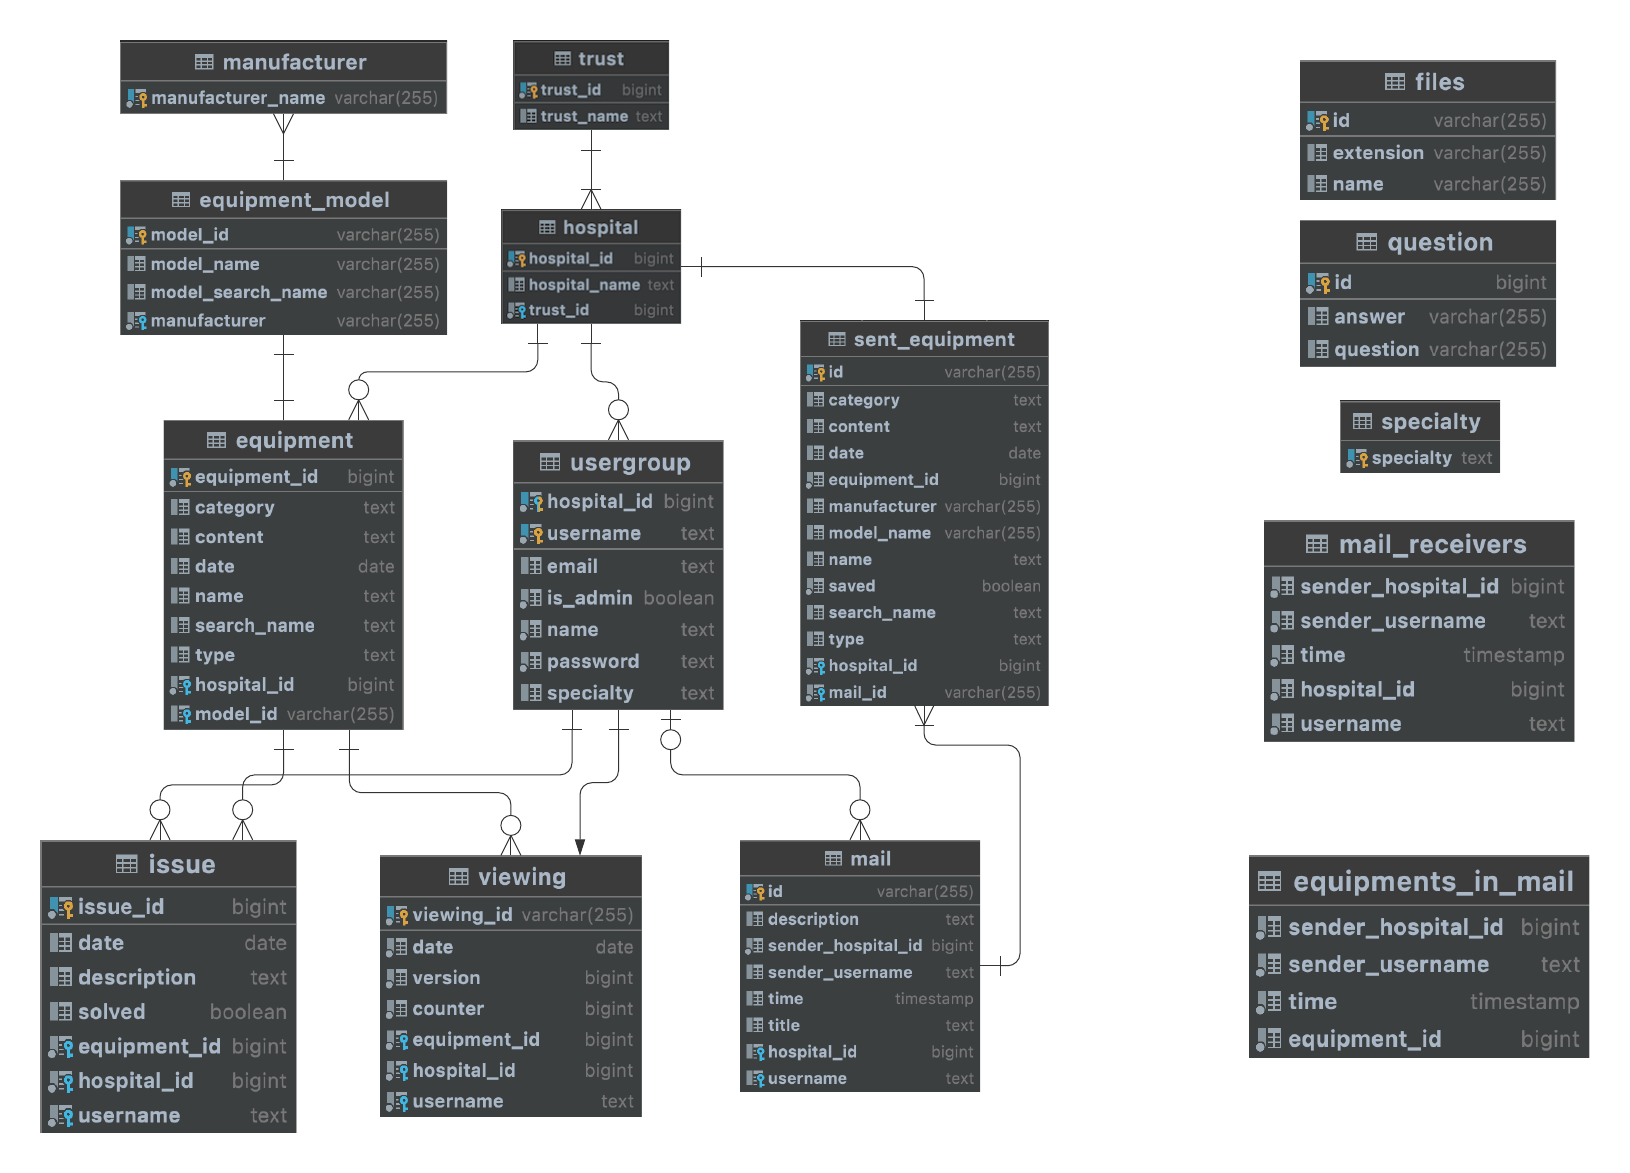 manufacturer
manufacturer_name varchar(255)
trust
trust_id bigint
trust_name text
files
id varchar(255)
extension varchar(255)
name varchar(255)
equipment_model
model_id varchar(255)
model_name varchar(255)
model_search_name varchar(255)
manufacturer varchar(255)
hospital
hospital_id bigint
hospital_name text
trust_id bigint
question
id bigint
answer varchar(255)
question varchar(255)
sent_equipment
id varchar(255)
category text
content text
date date
equipment_id bigint
manufacturer varchar(255)
model_name varchar(255)
name text
saved boolean
search_name text
type text
hospital_id bigint
mail_id varchar(255)
specialty
specialty text
equipment
equipment_id bigint
category text
content text
date date
name text
search_name text
type text
hospital_id bigint
model_id varchar(255)
usergroup
hospital_id bigint
username text
email text
is_admin boolean
name text
password text
specialty text
mail_receivers
sender_hospital_id bigint
sender_username text
time timestamp
hospital_id bigint
username text
issue
issue_id bigint
date date
description text
solved boolean
equipment_id bigint
hospital_id bigint
username text
viewing
viewing_id varchar(255)
date date
version bigint
counter bigint
equipment_id bigint
hospital_id bigint
username text
mail
id varchar(255)
description text
sender_hospital_id bigint
sender_username text
time timestamp
title text
hospital_id bigint
username text
equipments_in_mail
sender_hospital_id bigint
sender_username text
time timestamp
equipment_id bigint